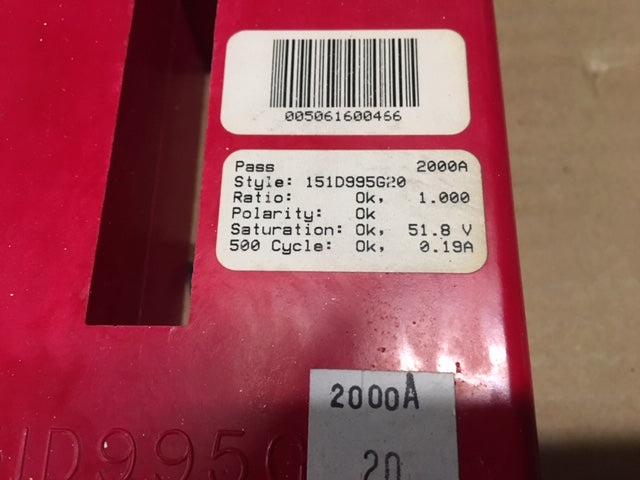 005061600466
Pass 2000A
Style: 151D995G20
Ratio: Ok, 1.000
Polarity: Ok
Saturation: Ok, 51.8 V
500 Cycle: Ok, 0.19A
2000A
D995G 20